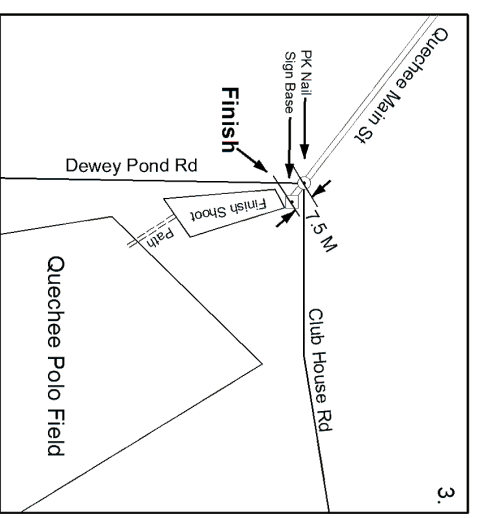 Quechee Main St
PK Nail
Sign Base
Finish
7.5 M
Dewey Pond Rd
Finish Shoot
Path
Club House Rd
Quechee Polo Field
3.